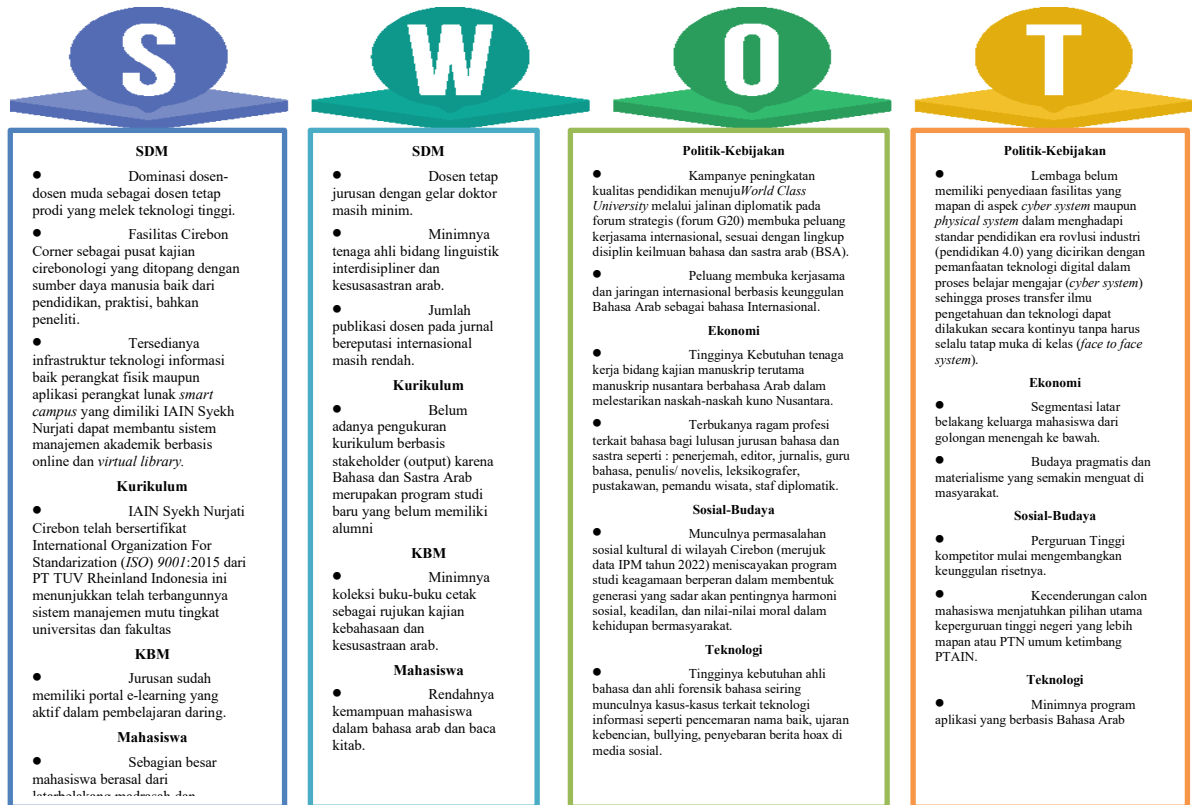 S
SDM
● Dominasi dosen-
dosen muda sebagai dosen tetap
prodi yang melek teknologi tinggi.
● Fasilitas Cirebon
Corner sebagai pusat kajian
cirebonologi yang ditopang dengan
sumber daya manusia baik dari
pendidikan, praktisi, bahkan
peneliti.
● Tersedianya
infrastruktur teknologi informasi
baik perangkat fisik maupun
aplikasi perangkat lunak smart
campus yang dimiliki IAIN Syekh
Nurjati dapat membantu sistem
manajemen akademik berbasis
online dan virtual library.
Kurikulum
● IAIN Syekh Nurjati
Cirebon telah bersertifikat
International Organization For
Standarization (ISO) 9001:2015 dari
PT TUV Rheinland Indonesia ini
menunjukkan telah terbangunnya
sistem manajemen mutu tingkat
universitas dan fakultas
KBM
● Jurusan sudah
memiliki portal e-learning yang
aktif dalam pembelajaran daring.
Mahasiswa
● Sebagian besar
mahasiswa berasal dari
latarbelakang madrasah dan
W
SDM
● Dosen tetap
jurusan dengan gelar doktor
masih minim.
● Minimnya
tenaga ahli bidang linguistik
interdisipliner dan
kesusasastran arab.
● Jumlah
publikasi dosen pada jurnal
bereputasi internasional
masih rendah.
Kurikulum
● Belum
adanya pengukuran
kurikulum berbasis
stakeholder (output) karena
Bahasa dan Sastra Arab
merupakan program studi
baru yang belum memiliki
alumni
KBM
● Minimnya
koleksi buku-buku cetak
sebagai rujukan kajian
kebahasaan dan
kesusastraan arab.
Mahasiswa
● Rendahnya
kemampuan mahasiswa
dalam bahasa arab dan baca
kitab.
O
Politik-Kebijakan
● Kampanye peningkatan
kualitas pendidikan menujuWorld Class
University melalui jalinan diplomatik pada
forum strategis (forum G20) membuka peluang
kerjasama internasional, sesuai dengan lingkup
disiplin keilmuan bahasa dan sastra arab (BSA).
● Peluang membuka kerjasama
dan jaringan internasional berbasis keunggulan
Bahasa Arab sebagai bahasa Internasional.
Ekonomi
● Tingginya Kebutuhan tenaga
kerja bidang kajian manuskrip terutama
manuskrip nusantara berbahasa Arab dalam
melestarikan naskah-naskah kuno Nusantara.
● Terbukanya ragam profesi
terkait bahasa bagi lulusan jurusan bahasa dan
sastra seperti : penerjemah, editor, jurnalis, guru
bahasa, penulis/ novelis, leksikografer,
pustakawan, pemandu wisata, staf diplomatik.
Sosial-Budaya
● Munculnya permasalahan
sosial kultural di wilayah Cirebon (merujuk
data IPM tahun 2022) meniscayakan program
studi keagamaan berperan dalam membentuk
generasi yang sadar akan pentingnya harmoni
sosial, keadilan, dan nilai-nilai moral dalam
kehidupan bermasyarakat.
Teknologi
● Tingginya kebutuhan ahli
bahasa dan ahli forensik bahasa seiring
munculnya kasus-kasus terkait teknologi
informasi seperti pencemaran nama baik, ujaran
kebencian, bullying, penyebaran berita hoax di
media sosial.
T
Politik-Kebijakan
● Lembaga belum
memiliki penyediaan fasilitas yang
mapan di aspek cyber system maupun
physical system dalam menghadapi
standar pendidikan era rovlusi industri
(pendidikan 4.0) yang dicirikan dengan
pemanfaatan teknologi digital dalam
proses belajar mengajar (cyber system)
sehingga proses transfer ilmu
pengetahuan dan teknologi dapat
dilakukan secara kontinyu tanpa harus
selalu tatap muka di kelas (face to face
system).
Ekonomi
● Segmentasi latar
belakang keluarga mahasiswa dari
golongan menengah ke bawah.
● Budaya pragmatis dan
materialisme yang semakin menguat di
masyarakat.
Sosial-Budaya
● Perguruan Tinggi
kompetitor mulai mengembangkan
keunggulan risetnya.
● Kecenderungan calon
mahasiswa menjatuhkan pilihan utama
keperguruan tinggi negeri yang lebih
mapan atau PTN umum ketimbang
PTAIN.
Teknologi
● Minimnya program
aplikasi yang berbasis Bahasa Arab